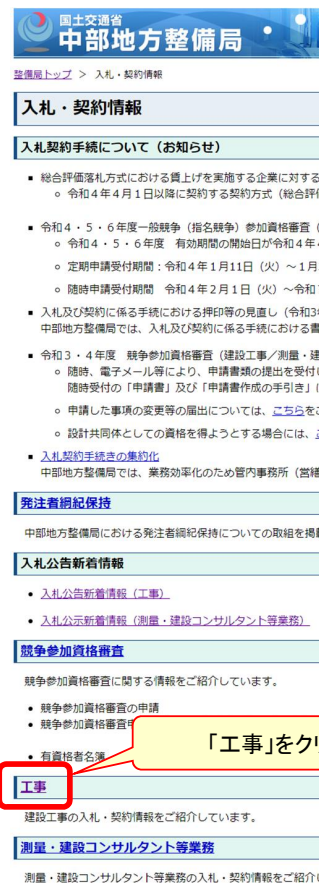 国土交通省
中部地方整備局
整備局トップ > 入札・契約情報
入札・契約情報
入札契約手続について（お知らせ）
総合評価落札方式における賃上げを実施する企業に対する
令和４年４月１日以降に契約する契約方式（総合評
令和４・５・６年度一般競争（指名競争）参加資格審査（
令和４・５・６年度　有効期間の開始日が令和４年
定期申請受付期間：令和４年１月11日（火）～１月
随時申請受付期間　令和４年２月１日（火）～令和
入札及び契約に係る手続における押印等の見直し（令和3
中部地方整備局では、入札及び契約に係る手続における書
令和３・４年度　競争参加資格審査（建設工事／測量・建
随時、電子メール等により、申請書類の提出を受付
随時受付の「申請書」及び「申請書作成の手引き」
申請した事項の変更等の届出については、こちらを
設計共同体としての資格を得ようとする場合には、
入札契約手続きの集約化
中部地方整備局では、業務効率化のため管内事務所（営繕
発注者綱紀保持
中部地方整備局における発注者綱紀保持についての取組を掲
入札公告新着情報
入札公告新着情報（工事）
入札公示新着情報（測量・建設コンサルタント等業務）
競争参加資格審査
競争参加資格審査に関する情報をご紹介しています。
競争参加資格審査の申請
競争参加資格審査申
有資格者名簿
「工事」をク
工事
建設工事の入札・契約情報をご紹介しています。
測量・建設コンサルタント等業務
測量・建設コンサルタント等業務の入札・契約情報をご紹介